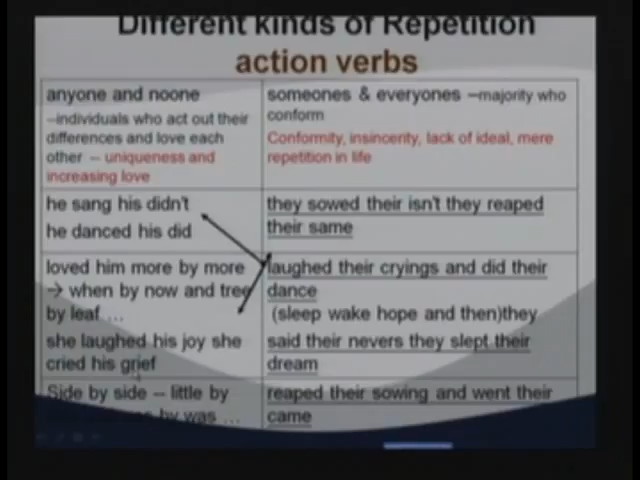 Different kinds of Repetition
action verbs
anyone and noone
–individuals who act out their
differences and love each
other – uniqueness and
increasing love
someones & everyones –majority who
conform
Conformity, insincerity, lack of ideal, mere
repetition in life
he sang his didn't
he danced his did
they sowed their isn't they reaped
their same
loved him more by more
→ when by now and tree
by leaf …
she laughed his joy she
cried his grief
laughed their cryings and did their
dance
(sleep wake hope and then)they
said their nevers they slept their
dream
Side by side – little by
by was …
reaped their sowing and went their
came